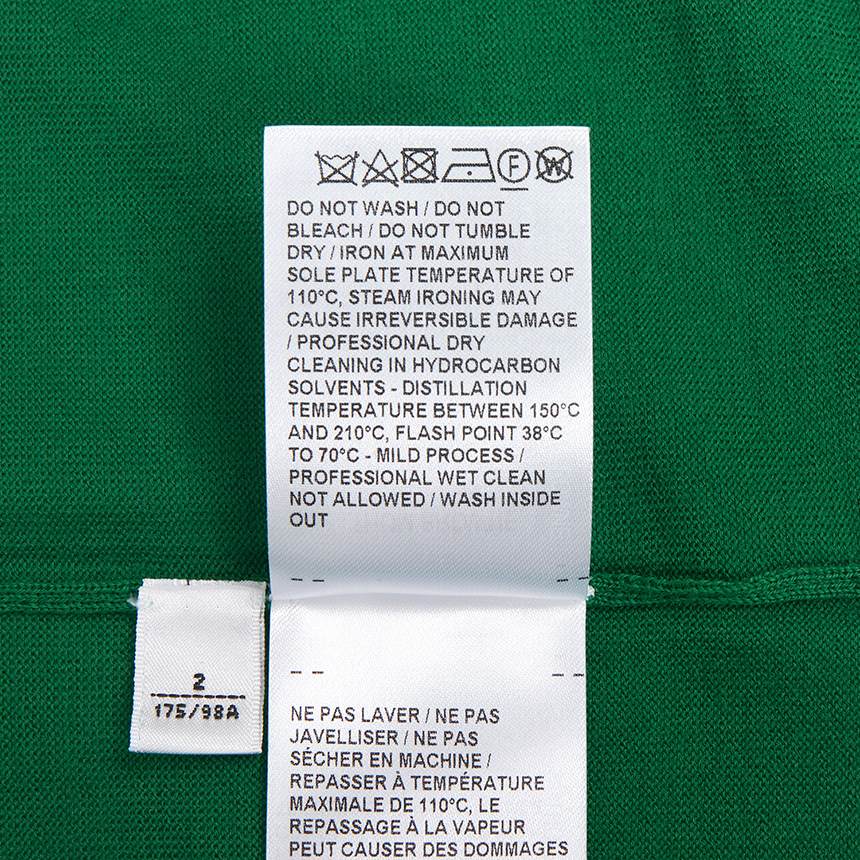 F W
DO NOT WASH / DO NOT
BLEACH / DO NOT TUMBLE
DRY / IRON AT MAXIMUM
SOLE PLATE TEMPERATURE OF
110°C, STEAM IRONING MAY
CAUSE IRREVERSIBLE DAMAGE
/ PROFESSIONAL DRY
CLEANING IN HYDROCARBON
SOLVENTS - DISTILLATION
TEMPERATURE BETWEEN 150°C
AND 210°C, FLASH POINT 38°C
TO 70°C - MILD PROCESS /
PROFESSIONAL WET CLEAN
NOT ALLOWED / WASH INSIDE
OUT
2
175/98A
NE PAS LAVER / NE PAS
JAVELLISER / NE PAS
SÉCHER EN MACHINE /
REPASSER À TEMPÉRATURE
MAXIMALE DE 110°C, LE
REPASSAGE À LA VAPEUR
PEUT CAUSER DES DOMMAGES